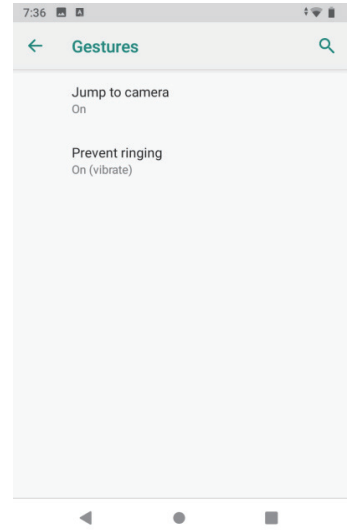 7:36
Gestures
Jump to camera
On
Prevent ringing
On (vibrate)